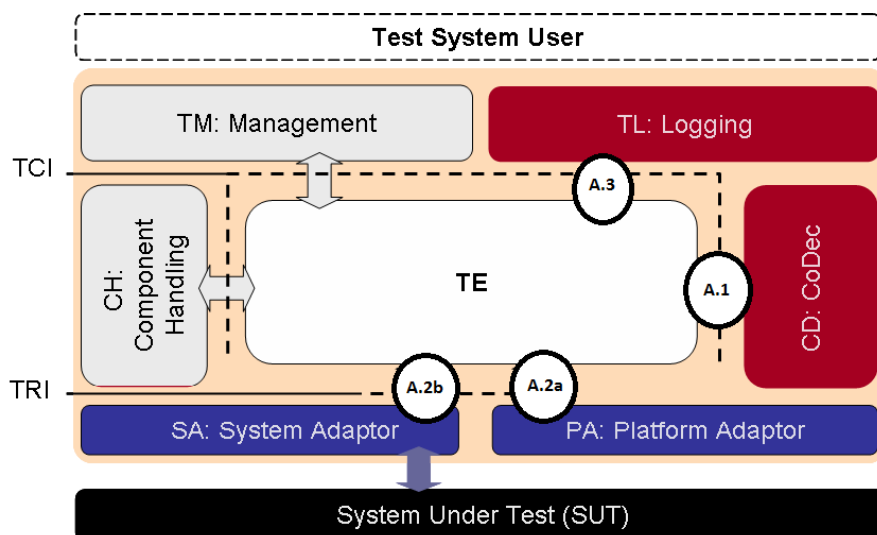 Test System User
TM: Management
TL: Logging
TCI
A.3
CH:
Component
Handling
TE
A.1
CD: CoDec
TRI
A.2b
A.2a
SA: System Adaptor
PA: Platform Adaptor
System Under Test (SUT)